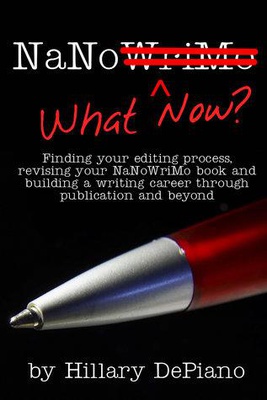 NaNoWriMo
What ^ Now?
Finding your editing process,
revising your NaNoWriMo book and
building a writing career through
publication and beyond
by Hillary DePiano